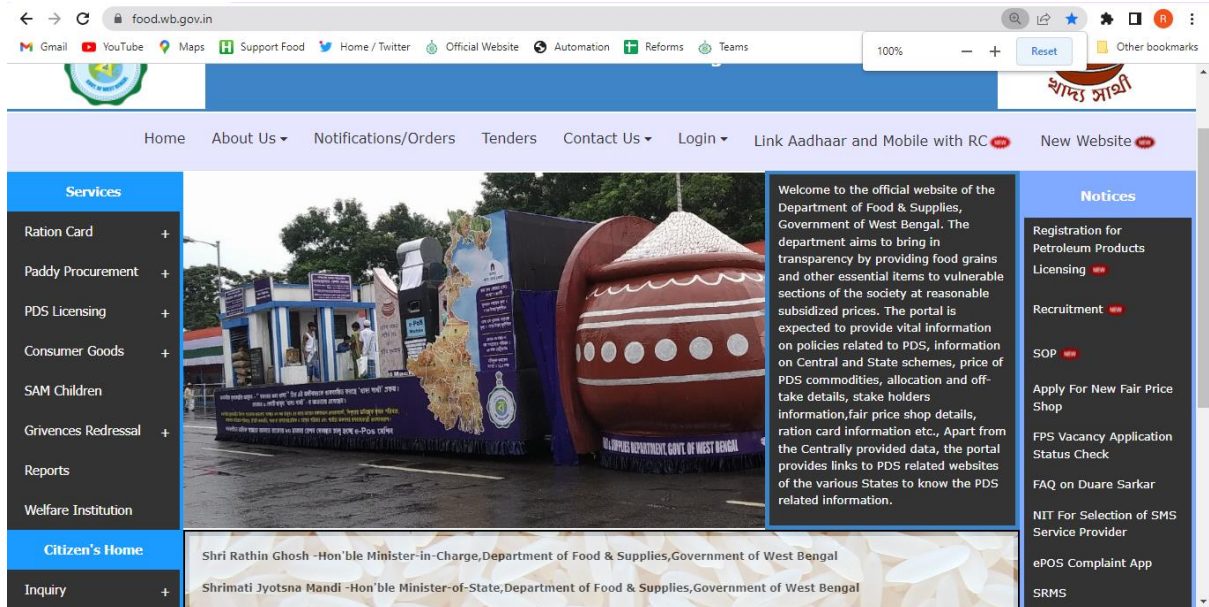 food.wb.gov.in
Gmail YouTube Maps Support Food Home / Twitter Official Website Automation Reforms Teams
100% − + Reset
Other bookmarks
R
GOVT. OF WEST BENGAL
খাদ্য সাথী
Home About Us Notifications/Orders Tenders Contact Us Login Link Aadhaar and Mobile with RC NEW New Website NEW
Services
Ration Card +
Paddy Procurement +
PDS Licensing +
Consumer Goods +
SAM Children
Grivences Redressal +
Reports
Welfare Institution
Citizen's Home
Inquiry +
e-PoS
SUPPLIES DEPARTMENT, GOVT. OF WEST BENGAL
Welcome to the official website of the
Department of Food & Supplies,
Government of West Bengal. The
department aims to bring in
transparency by providing food grains
and other essential items to vulnerable
sections of the society at reasonable
subsidized prices. The portal is
expected to provide vital information
on policies related to PDS, information
on Central and State schemes, price of
PDS commodities, allocation and off-
take details, stake holders
information,fair price shop details,
ration card information etc., Apart from
the Centrally provided data, the portal
provides links to PDS related websites
of the various States to know the PDS
related information.
Shri Rathin Ghosh -Hon'ble Minister-in-Charge,Department of Food & Supplies,Government of West Bengal
Shrimati Jyotsna Mandi -Hon'ble Minister-of-State,Department of Food & Supplies,Government of West Bengal
Notices
Registration for
Petroleum Products
Licensing NEW
Recruitment NEW
SOP NEW
Apply For New Fair Price
Shop
FPS Vacancy Application
Status Check
FAQ on Duare Sarkar
NIT For Selection of SMS
Service Provider
ePOS Complaint App
SRMS